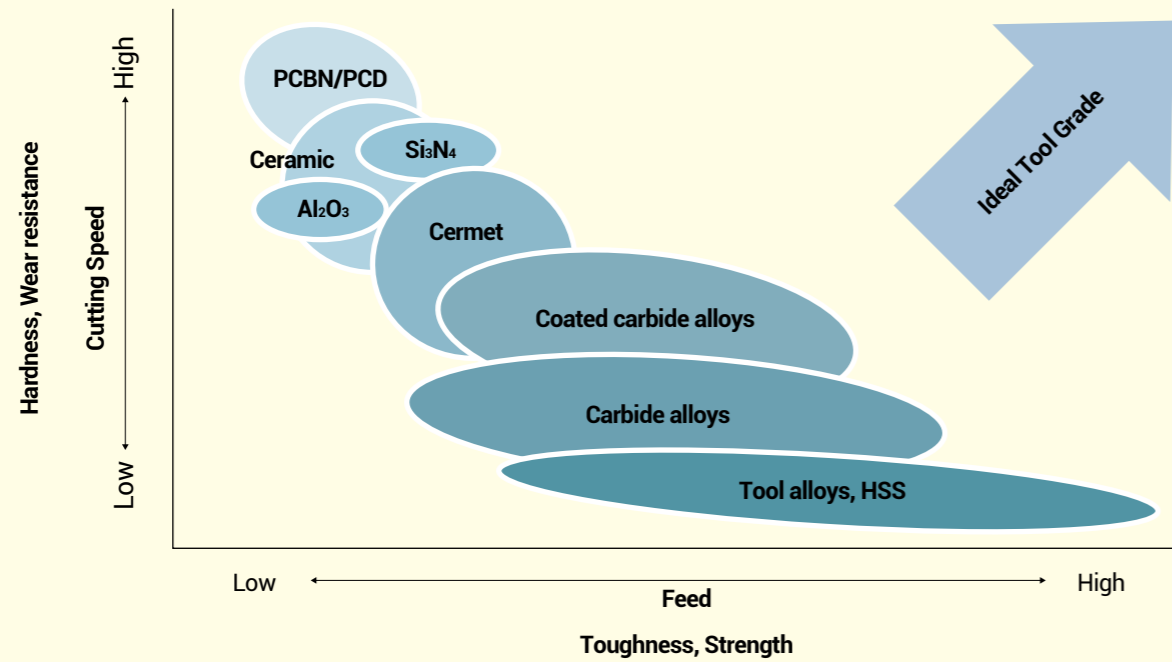 High
PCBN/PCD
Ceramic
Si₃N₄
Al₂O₃
Cermet
Ideal Tool Grade
Hardness, Wear resistance
Cutting Speed
Coated carbide alloys
Carbide alloys
Low
Tool alloys, HSS
Low
High
Feed
Toughness, Strength